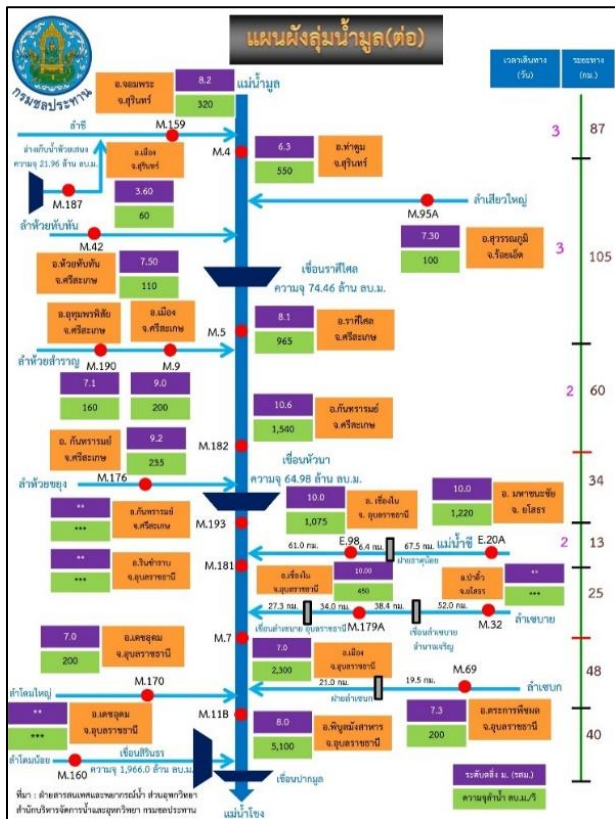 แผนผังลุ่มน้ำมูล(ต่อ)
กรมชลประทาน
เวลาเดินทาง
(วัน)
ระยะทาง
(กม.)
อ.จอมพระ
จ.สุรินทร์
8.2
320
แม่น้ำมูล
ลำชี
M.159
3
87
อ่างเก็บน้ำห้วยเสนง
ความจุ 21.96 ล้าน ลบ.ม.
อ.เมือง
จ.สุรินทร์
M.4
6.3
550
อ.ท่าตูม
จ.สุรินทร์
M.187
3.60
60
M.95A
ลำเสียวใหญ่
ลำห้วยทับทัน
M.42
7.30
100
อ.สุวรรณภูมิ
จ.ร้อยเอ็ด
3
105
อ.ห้วยทับทัน
จ.ศรีสะเกษ
7.50
110
เขื่อนราศีไศล
ความจุ 74.46 ล้าน ลบ.ม.
อ.อุทุมพรพิสัย
จ.ศรีสะเกษ
อ.เมือง
จ.ศรีสะเกษ
M.5
8.1
965
อ.ราศีไศล
จ.ศรีสะเกษ
ลำห้วยสำราญ
M.190
M.9
7.1
160
9.0
200
2
60
10.6
1,540
อ.กันทรารมย์
จ.ศรีสะเกษ
อ. กันทรารมย์
จ.ศรีสะเกษ
9.2
235
M.182
เขื่อนหัวนา
ความจุ 64.98 ล้าน ลบ.ม.
M.176
ลำห้วยขยุง
34
**
***
อ.กันทรารมย์
จ.ศรีสะเกษ
M.193
10.0
1,075
อ. เขื่องใน
จ. อุบลราชธานี
10.0
1,220
อ. มหาชนะชัย
จ. ยโสธร
**
***
อ.วารินชำราบ
จ.อุบลราชธานี
M.181
61.0 กม.
E.98
6.4 กม.
67.5 กม.
แม่น้ำชี
E.20A
ฝายธาตุน้อย
2
13
อ.เขื่องใน
จ.อุบลราชธานี
10.00
450
อ.ป่าติ้ว
จ.ยโสธร
**
***
25
27.3 กม.
34.0 กม.
38.4 กม.
52.0 กม.
ลำเซบาย
M.179A
M.32
เขื่อนลำเซบาย อุบลราชธานี
เขื่อนลำเซบาย
อำนาจเจริญ
7.0
200
อ.เดชอุดม
จ.อุบลราชธานี
M.7
7.0
2,300
อ.เมือง
จ.อุบลราชธานี
48
M.170
ลำโดมใหญ่
21.0 กม.
19.5 กม.
M.69
ลำเซบก
ฝายลำเซบก
**
***
อ.เดชอุดม
จ.อุบลราชธานี
M.11B
8.0
5,100
อ.พิบูลมังสาหาร
จ.อุบลราชธานี
7.3
200
อ.ตระการพืชผล
จ.อุบลราชธานี
40
ลำโดมน้อย
M.160
เขื่อนสิรินธร
ความจุ 1,966.0 ล้าน ลบ.ม.
เขื่อนปากมูล
แม่น้ำโขง
ระดับตลิ่ง ม. (รสม.)
ความจุลำน้ำ ลบ.ม/วิ
ที่มา : ฝ่ายสารสนเทศและพยากรณ์น้ำ ส่วนอุทกวิทยา
สำนักบริหารจัดการน้ำและอุทกวิทยา กรมชลประทาน